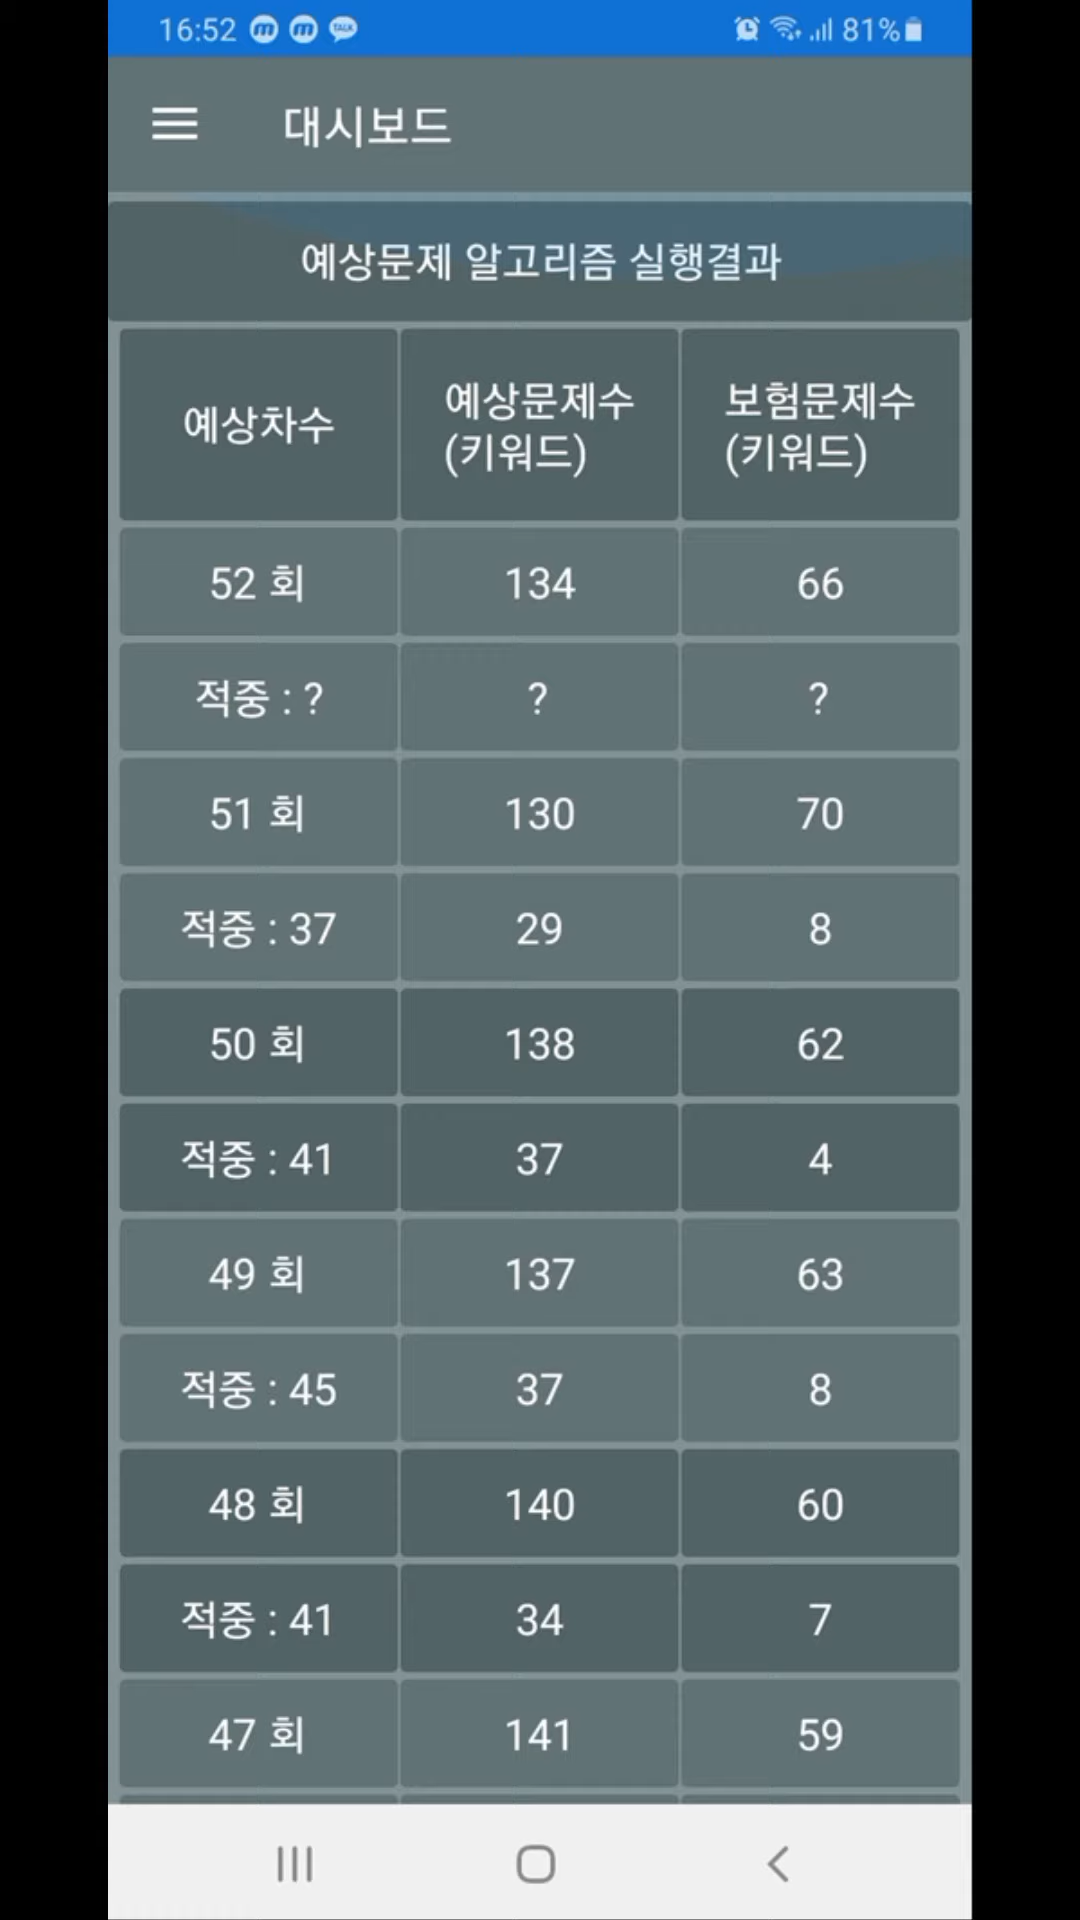 16:52 m m TALK 81%
대시보드
예상문제 알고리즘 실행결과
예상차수 예상문제수 (키워드) 보험문제수 (키워드)
52 회 134 66
적중 : ? ? ?
51 회 130 70
적중 : 37 29 8
50 회 138 62
적중 : 41 37 4
49 회 137 63
적중 : 45 37 8
48 회 140 60
적중 : 41 34 7
47 회 141 59